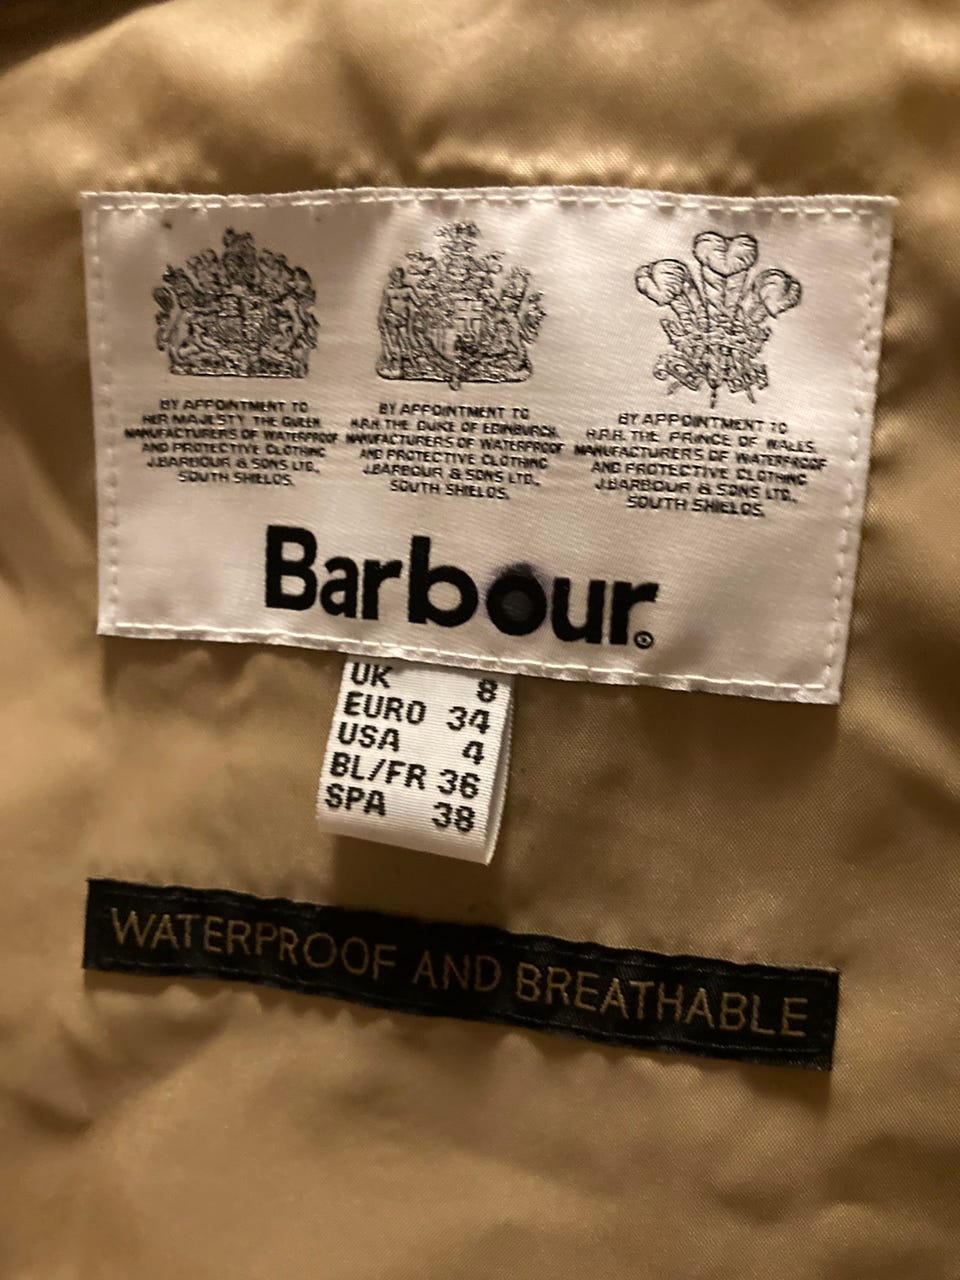 BY APPOINTMENT TO
HER MAJESTY THE QUEEN
MANUFACTURERS OF WATERPROOF
AND PROTECTIVE CLOTHING
J.BARBOUR & SONS LTD.,
SOUTH SHIELDS.
BY APPOINTMENT TO
H.R.H. THE DUKE OF EDINBURGH,
MANUFACTURERS OF WATERPROOF
AND PROTECTIVE CLOTHING
J.BARBOUR & SONS LTD.,
SOUTH SHIELDS.
BY APPOINTMENT TO
H.R.H. THE PRINCE OF WALES,
MANUFACTURERS OF WATERPROOF
AND PROTECTIVE CLOTHING
J.BARBOUR & SONS LTD.,
SOUTH SHIELDS.
Barbour®
UK 8
EURO 34
USA 4
BL/FR 36
SPA 38
WATERPROOF AND BREATHABLE